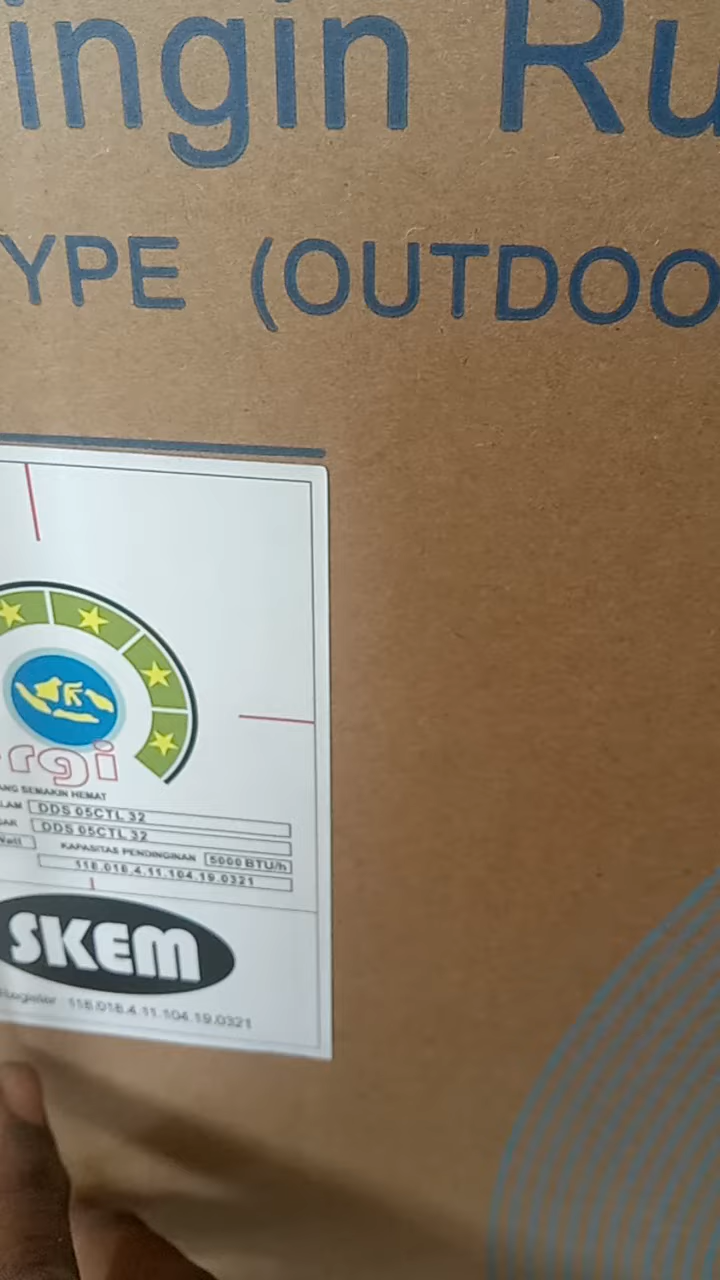 ingin Ru
YPE (OUTDOO
rgi
ANG SEMAKIN HEMAT
LAM DDS 05CTL 32
AR DDS 05CTL 32
Watt KAPASITAS PENDINGINAN 5000 BTU/h
118.018.4.11.104.19.0321
SKEM
Register 118.018.4.11.104.19.0321